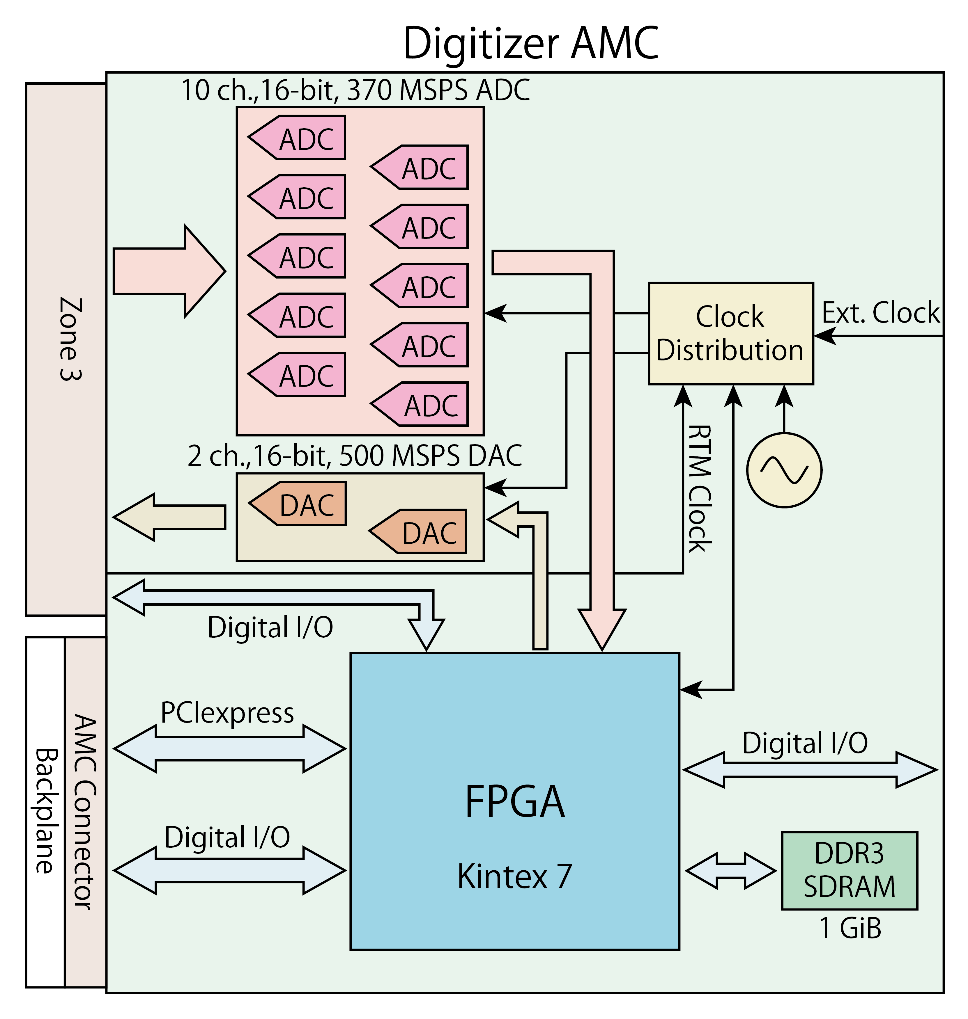 Digitizer AMC
10 ch.,16-bit, 370 MSPS ADC
ADC
ADC
ADC
ADC
ADC
ADC
ADC
ADC
ADC
ADC
Zone 3
Clock
Distribution
Ext. Clock
RTM Clock
2 ch.,16-bit, 500 MSPS DAC
DAC
DAC
Digital I/O
PCIexpress
Digital I/O
AMC Connector
Backplane
FPGA
Kintex 7
Digital I/O
DDR3
SDRAM
1 GiB